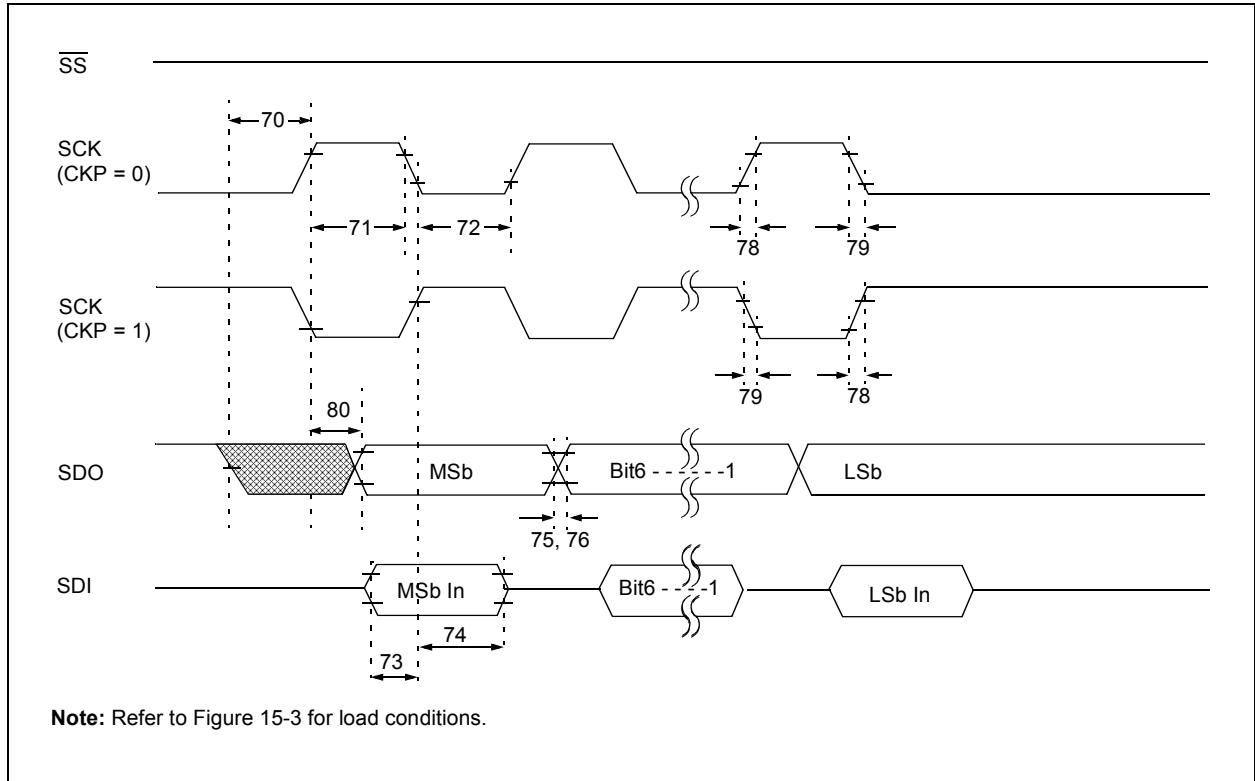 SS
70
SCK
(CKP = 0)
71
72
78
79
SCK
(CKP = 1)
79
78
80
SDO
MSb
Bit6 - - - - - -1
LSb
75, 76
SDI
MSb In
Bit6 - - - - -1
LSb In
74
73
Note: Refer to Figure 15-3 for load conditions.